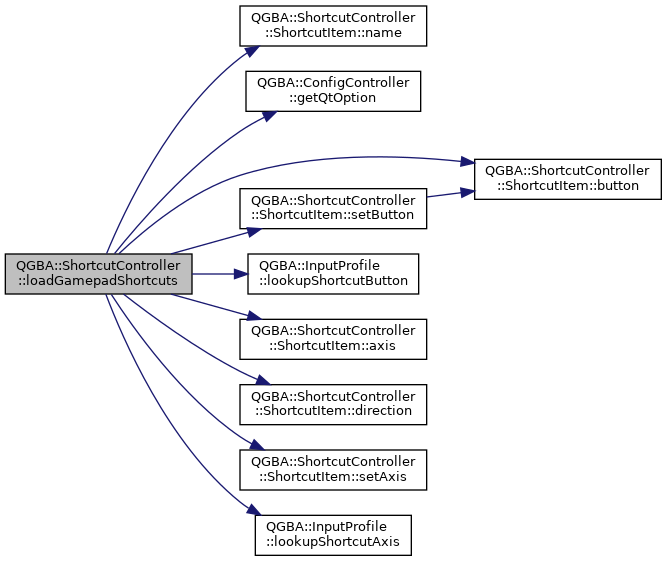 QGBA::ShortcutController
::ShortcutItem::name
QGBA::ConfigController
::getQtOption
QGBA::ShortcutController
::ShortcutItem::button
QGBA::ShortcutController
::ShortcutItem::setButton
QGBA::ShortcutController
::loadGamepadShortcuts
QGBA::InputProfile
::lookupShortcutButton
QGBA::ShortcutController
::ShortcutItem::axis
QGBA::ShortcutController
::ShortcutItem::direction
QGBA::ShortcutController
::ShortcutItem::setAxis
QGBA::InputProfile
::lookupShortcutAxis